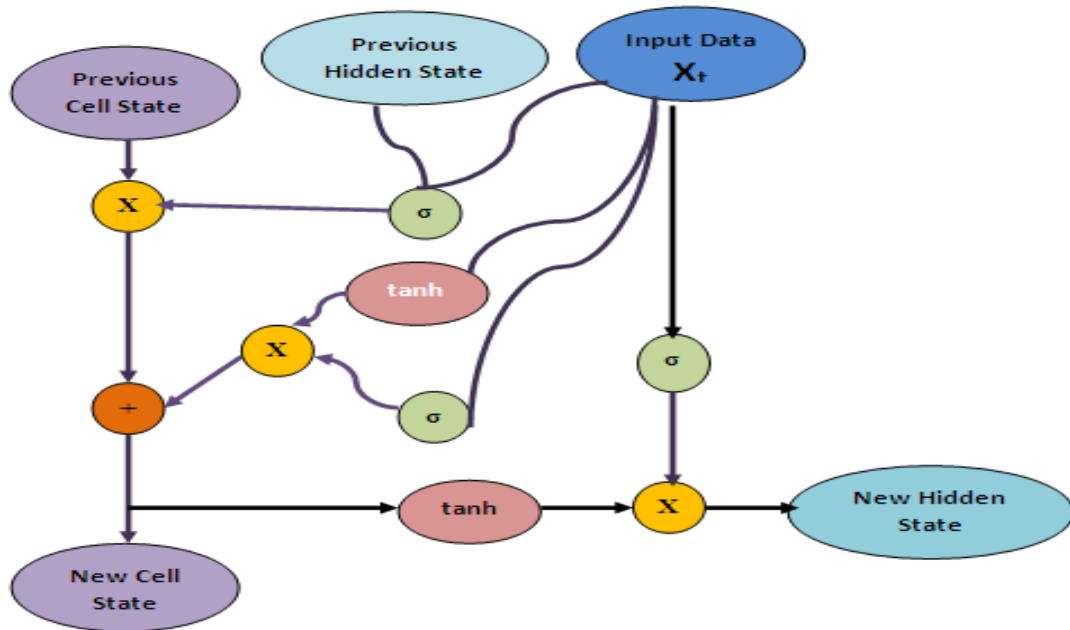 Previous
Hidden State
Input Data
Xₜ
Previous
Cell State
X
σ
tanh
X
σ
+
σ
tanh
X
New Hidden
State
New Cell
State